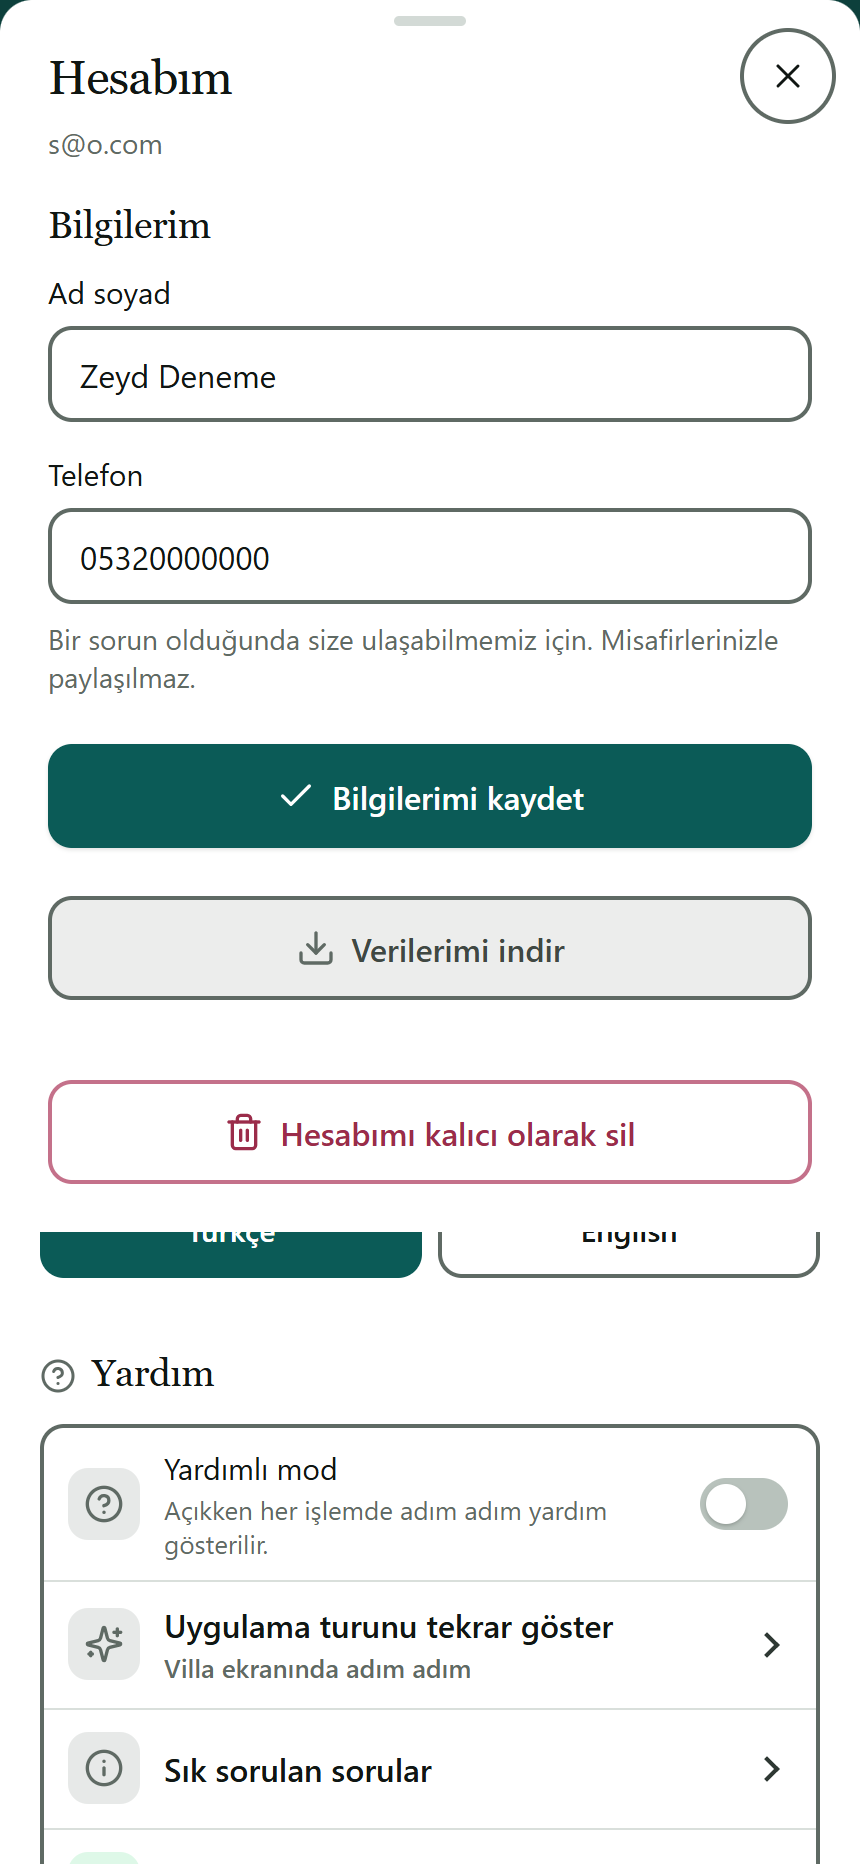 Hesabım
s@o.com
Bilgilerim
Ad soyad
Zeyd Deneme
Telefon
05320000000
Bir sorun olduğunda size ulaşabilmemiz için. Misafirlerinizle
paylaşılmaz.
Bilgilerimi kaydet
Verilerimi indir
Hesabımı kalıcı olarak sil
Türkçe
English
Yardım
Yardımlı mod
Açıkken her işlemde adım adım yardım
gösterilir.
Uygulama turunu tekrar göster
Villa ekranında adım adım
Sık sorulan sorular